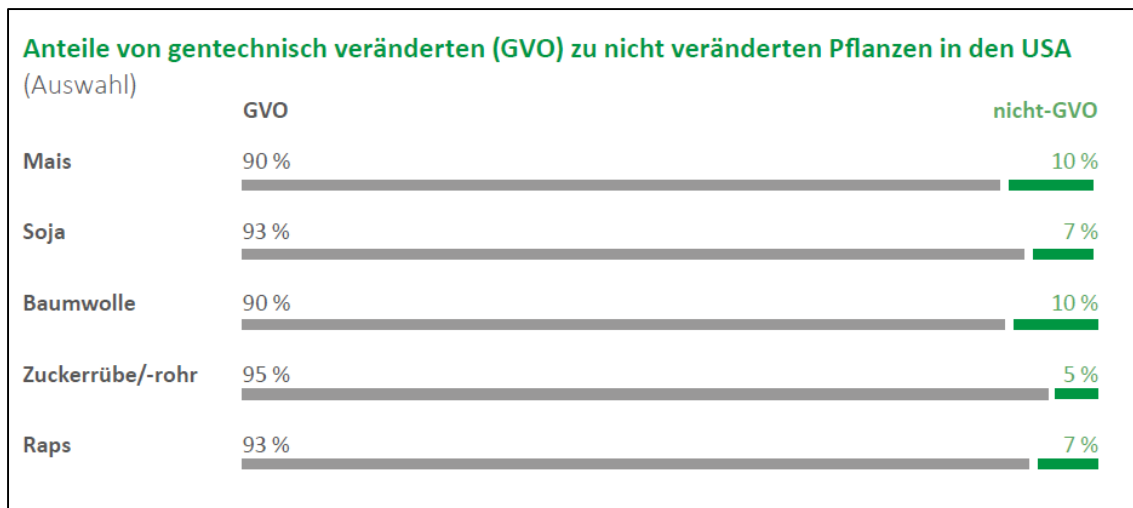 Anteile von gentechnisch veränderten (GVO) zu nicht veränderten Pflanzen in den USA
(Auswahl)
GVO nicht-GVO
Mais 90 % 10 %
Soja 93 % 7 %
Baumwolle 90 % 10 %
Zuckerrübe/-rohr 95 % 5 %
Raps 93 % 7 %